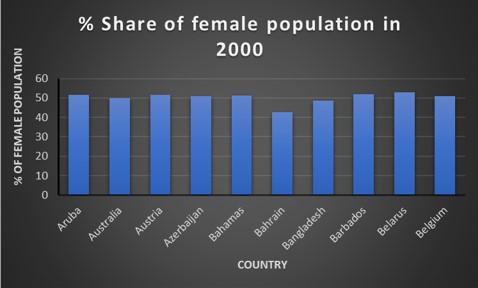 % Share of female population in
2000
% OF FEMALE POPULATION
60
50
40
30
20
10
0
Aruba
Australia
Austria
Azerbaijan
Bahamas
Bahrain
Bangladesh
Barbados
Belarus
Belgium
COUNTRY